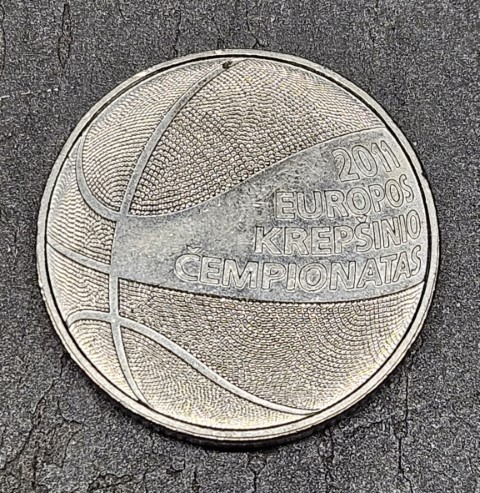 2011
EUROPOS
KREPŠINIO
ČEMPIONATAS